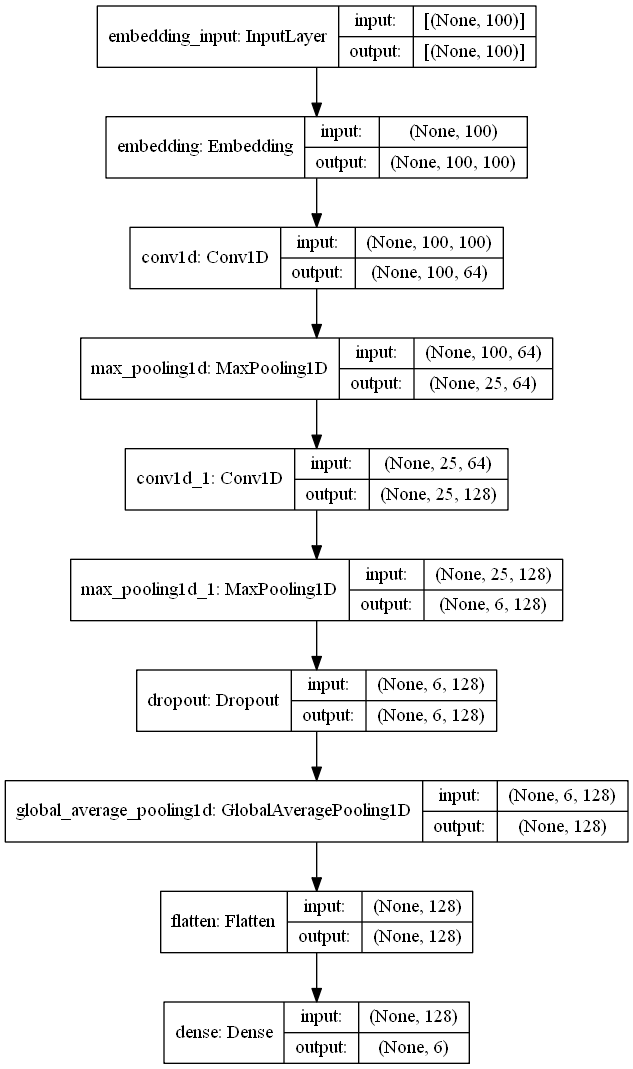 embedding_input: InputLayer
input: [(None, 100)]
output: [(None, 100)]
embedding: Embedding
input: (None, 100)
output: (None, 100, 100)
conv1d: Conv1D
input: (None, 100, 100)
output: (None, 100, 64)
max_pooling1d: MaxPooling1D
input: (None, 100, 64)
output: (None, 25, 64)
conv1d_1: Conv1D
input: (None, 25, 64)
output: (None, 25, 128)
max_pooling1d_1: MaxPooling1D
input: (None, 25, 128)
output: (None, 6, 128)
dropout: Dropout
input: (None, 6, 128)
output: (None, 6, 128)
global_average_pooling1d: GlobalAveragePooling1D
input: (None, 6, 128)
output: (None, 128)
flatten: Flatten
input: (None, 128)
output: (None, 128)
dense: Dense
input: (None, 128)
output: (None, 6)